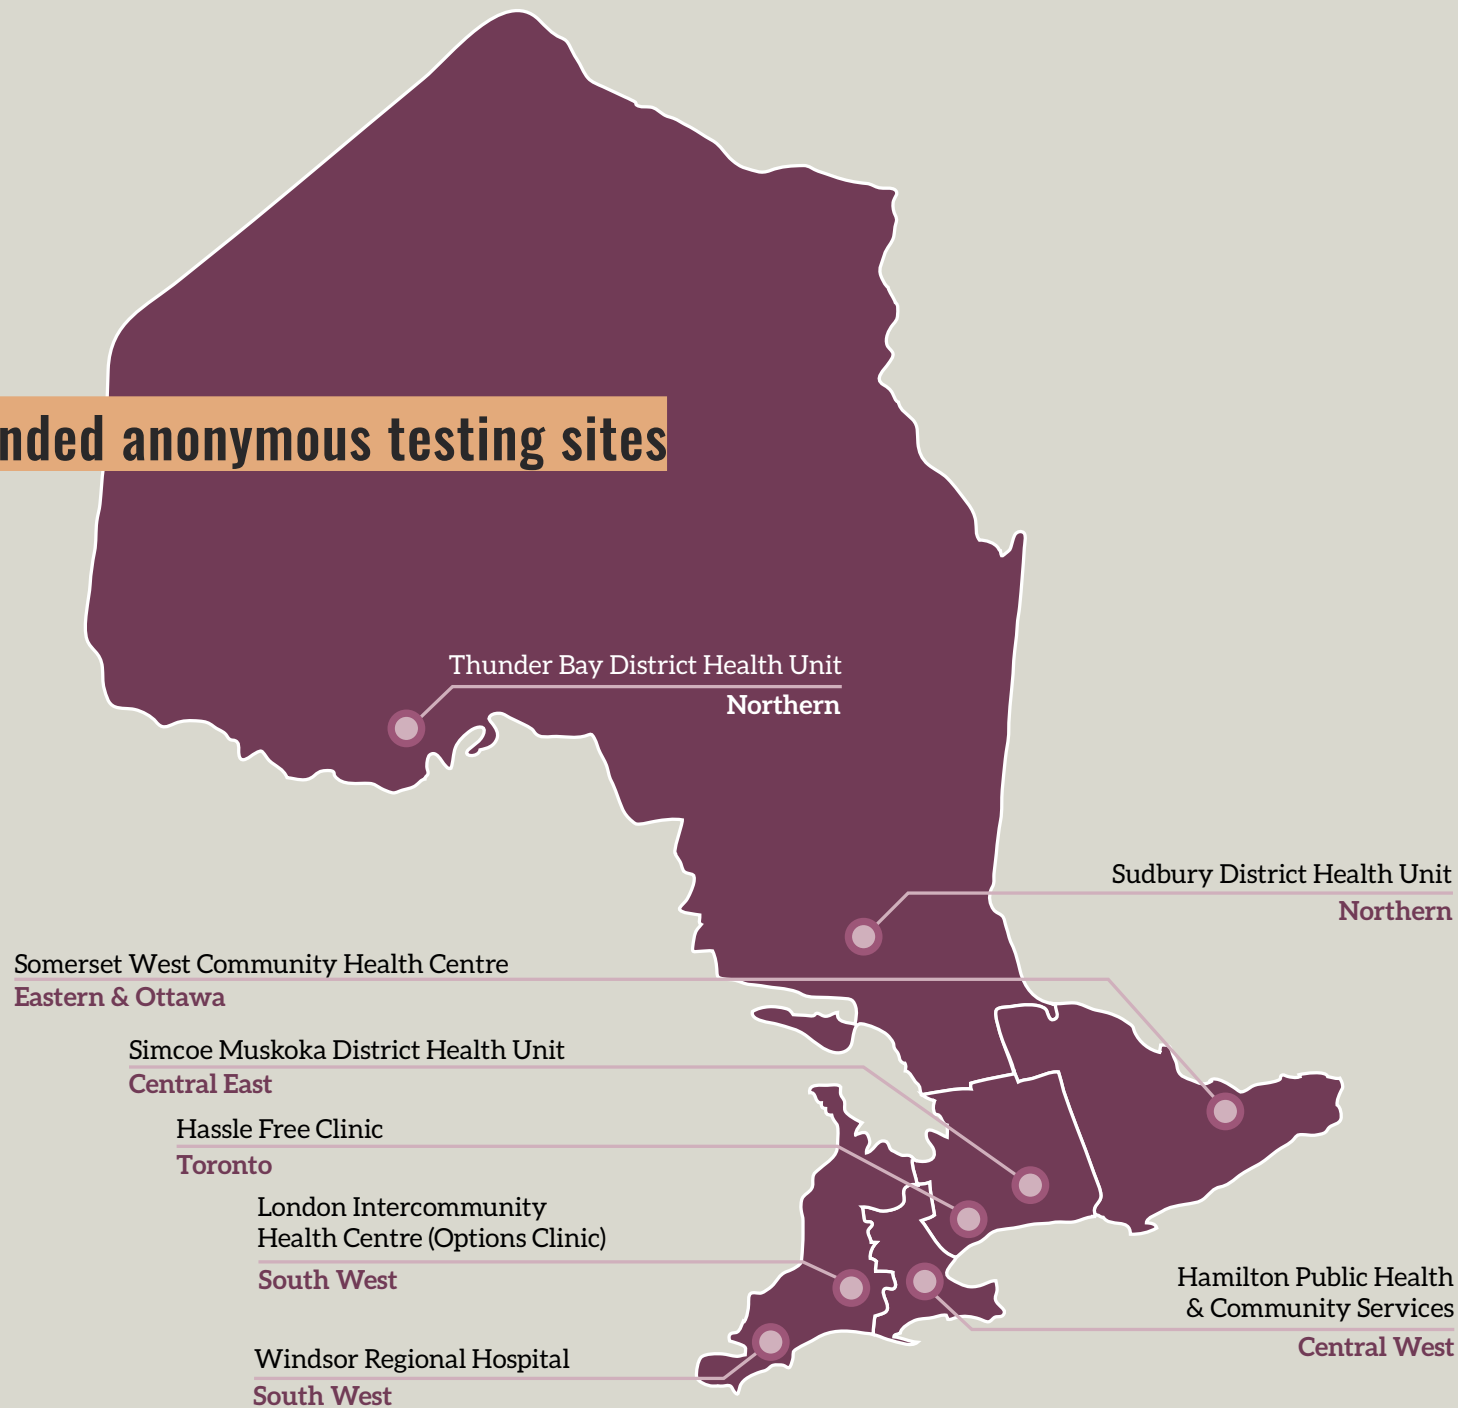 anonymous testing sites
Thunder Bay District Health Unit
Northern
Sudbury District Health Unit
Northern
Somerset West Community Health Centre
Eastern & Ottawa
Simcoe Muskoka District Health Unit
Central East
Hassle Free Clinic
Toronto
London Intercommunity
Health Centre (Options Clinic)
South West
Hamilton Public Health
& Community Services
Central West
Windsor Regional Hospital
South West